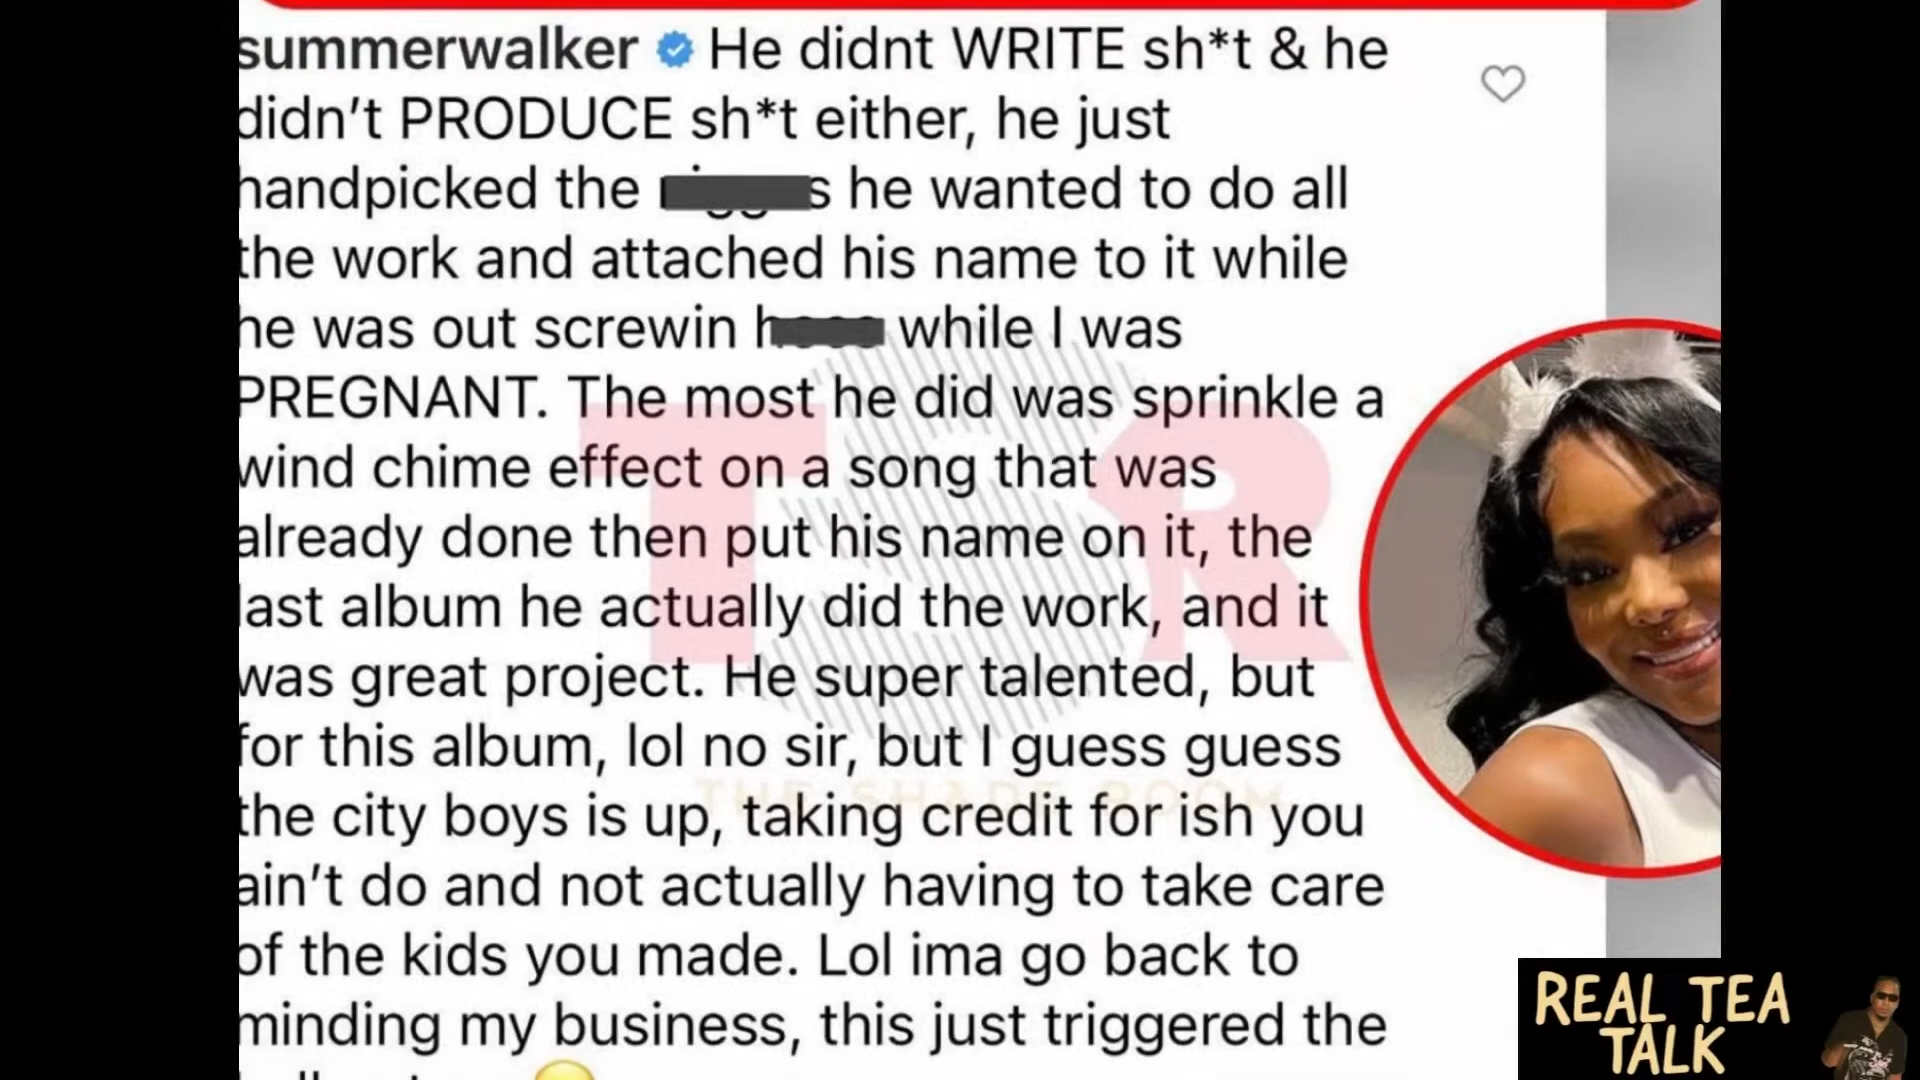 summerwalker He didnt WRITE sh*t & he
didn't PRODUCE sh*t either, he just
handpicked the he wanted to do all
the work and attached his name to it while
he was out screwin while I was
PREGNANT. The most he did was sprinkle a
wind chime effect on a song that was
already done then put his name on it, the
last album he actually did the work, and it
was great project. He super talented, but
for this album, lol no sir, but I guess guess
the city boys is up, taking credit for ish you
ain't do and not actually having to take care
of the kids you made. Lol ima go back to
minding my business, this just triggered the
TSR
THE SHADE ROOM
REAL TEA
TALK